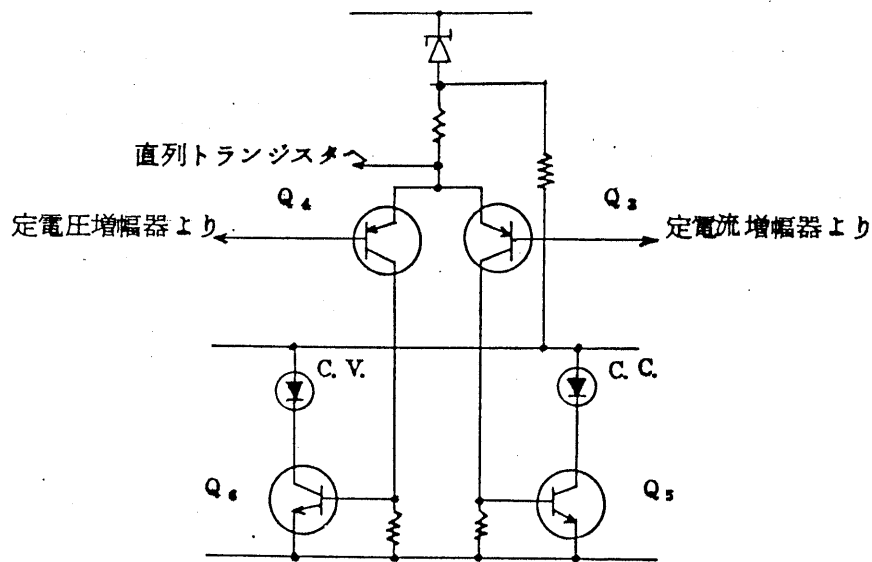 直列トランジスタへ
Q₄
Q₃
定電圧増幅器より
定電流増幅器より
C. V.
C. C.
Q₆
Q₅